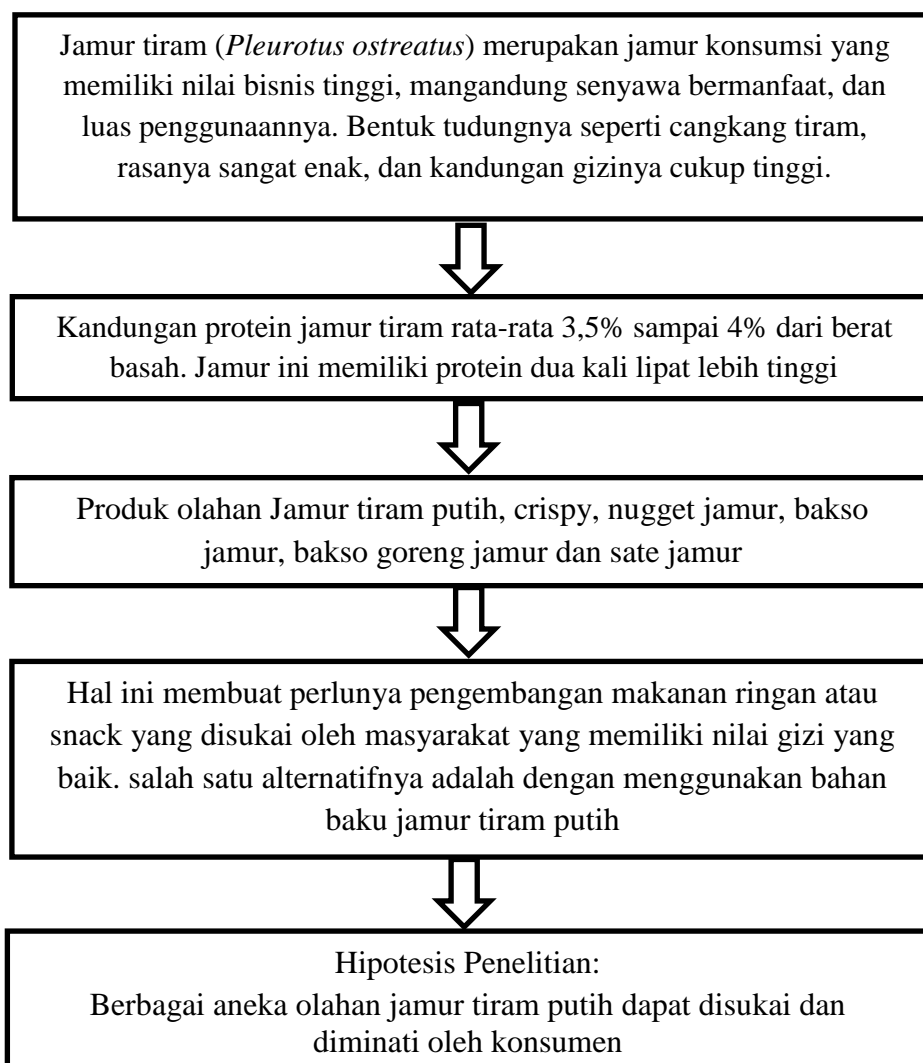 Jamur tiram (Pleurotus ostreatus) merupakan jamur konsumsi yang
memiliki nilai bisnis tinggi, mangandung senyawa bermanfaat, dan
luas penggunaannya. Bentuk tudungnya seperti cangkang tiram,
rasanya sangat enak, dan kandungan gizinya cukup tinggi.
Kandungan protein jamur tiram rata-rata 3,5% sampai 4% dari berat
basah. Jamur ini memiliki protein dua kali lipat lebih tinggi
Produk olahan Jamur tiram putih, crispy, nugget jamur, bakso
jamur, bakso goreng jamur dan sate jamur
Hal ini membuat perlunya pengembangan makanan ringan atau
snack yang disukai oleh masyarakat yang memiliki nilai gizi yang
baik. salah satu alternatifnya adalah dengan menggunakan bahan
baku jamur tiram putih
Hipotesis Penelitian:
Berbagai aneka olahan jamur tiram putih dapat disukai dan
diminati oleh konsumen